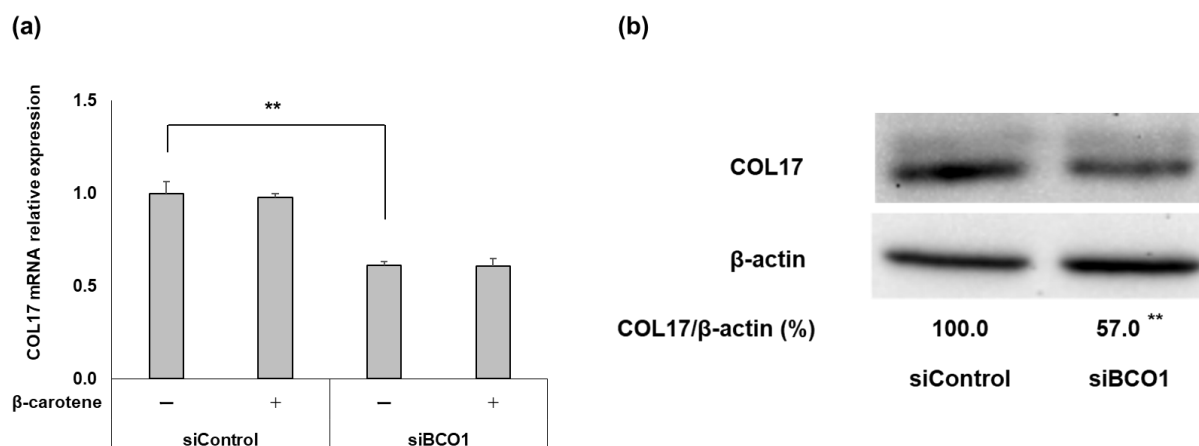 (a)
COL17 mRNA relative expression
1.5
1.0
0.5
0.0
**
β-carotene − + − +
siControl siBCO1
(b)
COL17
β-actin
COL17/β-actin (%) 100.0 57.0 **
siControl siBCO1